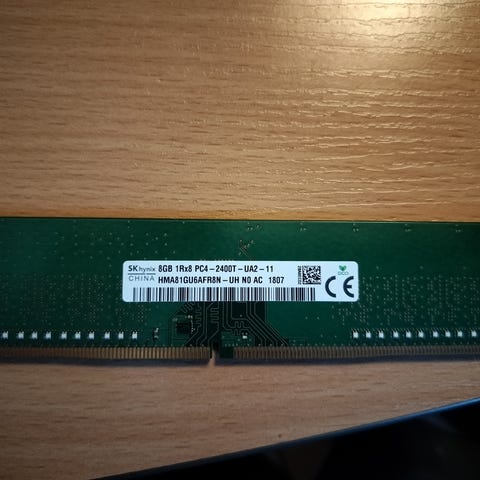 SK hynix 8GB 1Rx8 PC4-2400T-UA2-11
CHINA HMA81GU6AFR8N-UH N0 AC 1807
CE